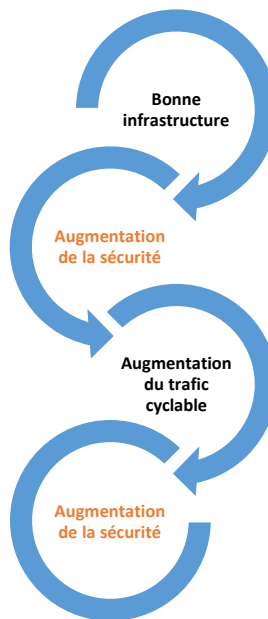 Bonne
infrastructure
Augmentation
de la sécurité
Augmentation
du trafic
cyclable
Augmentation
de la sécurité